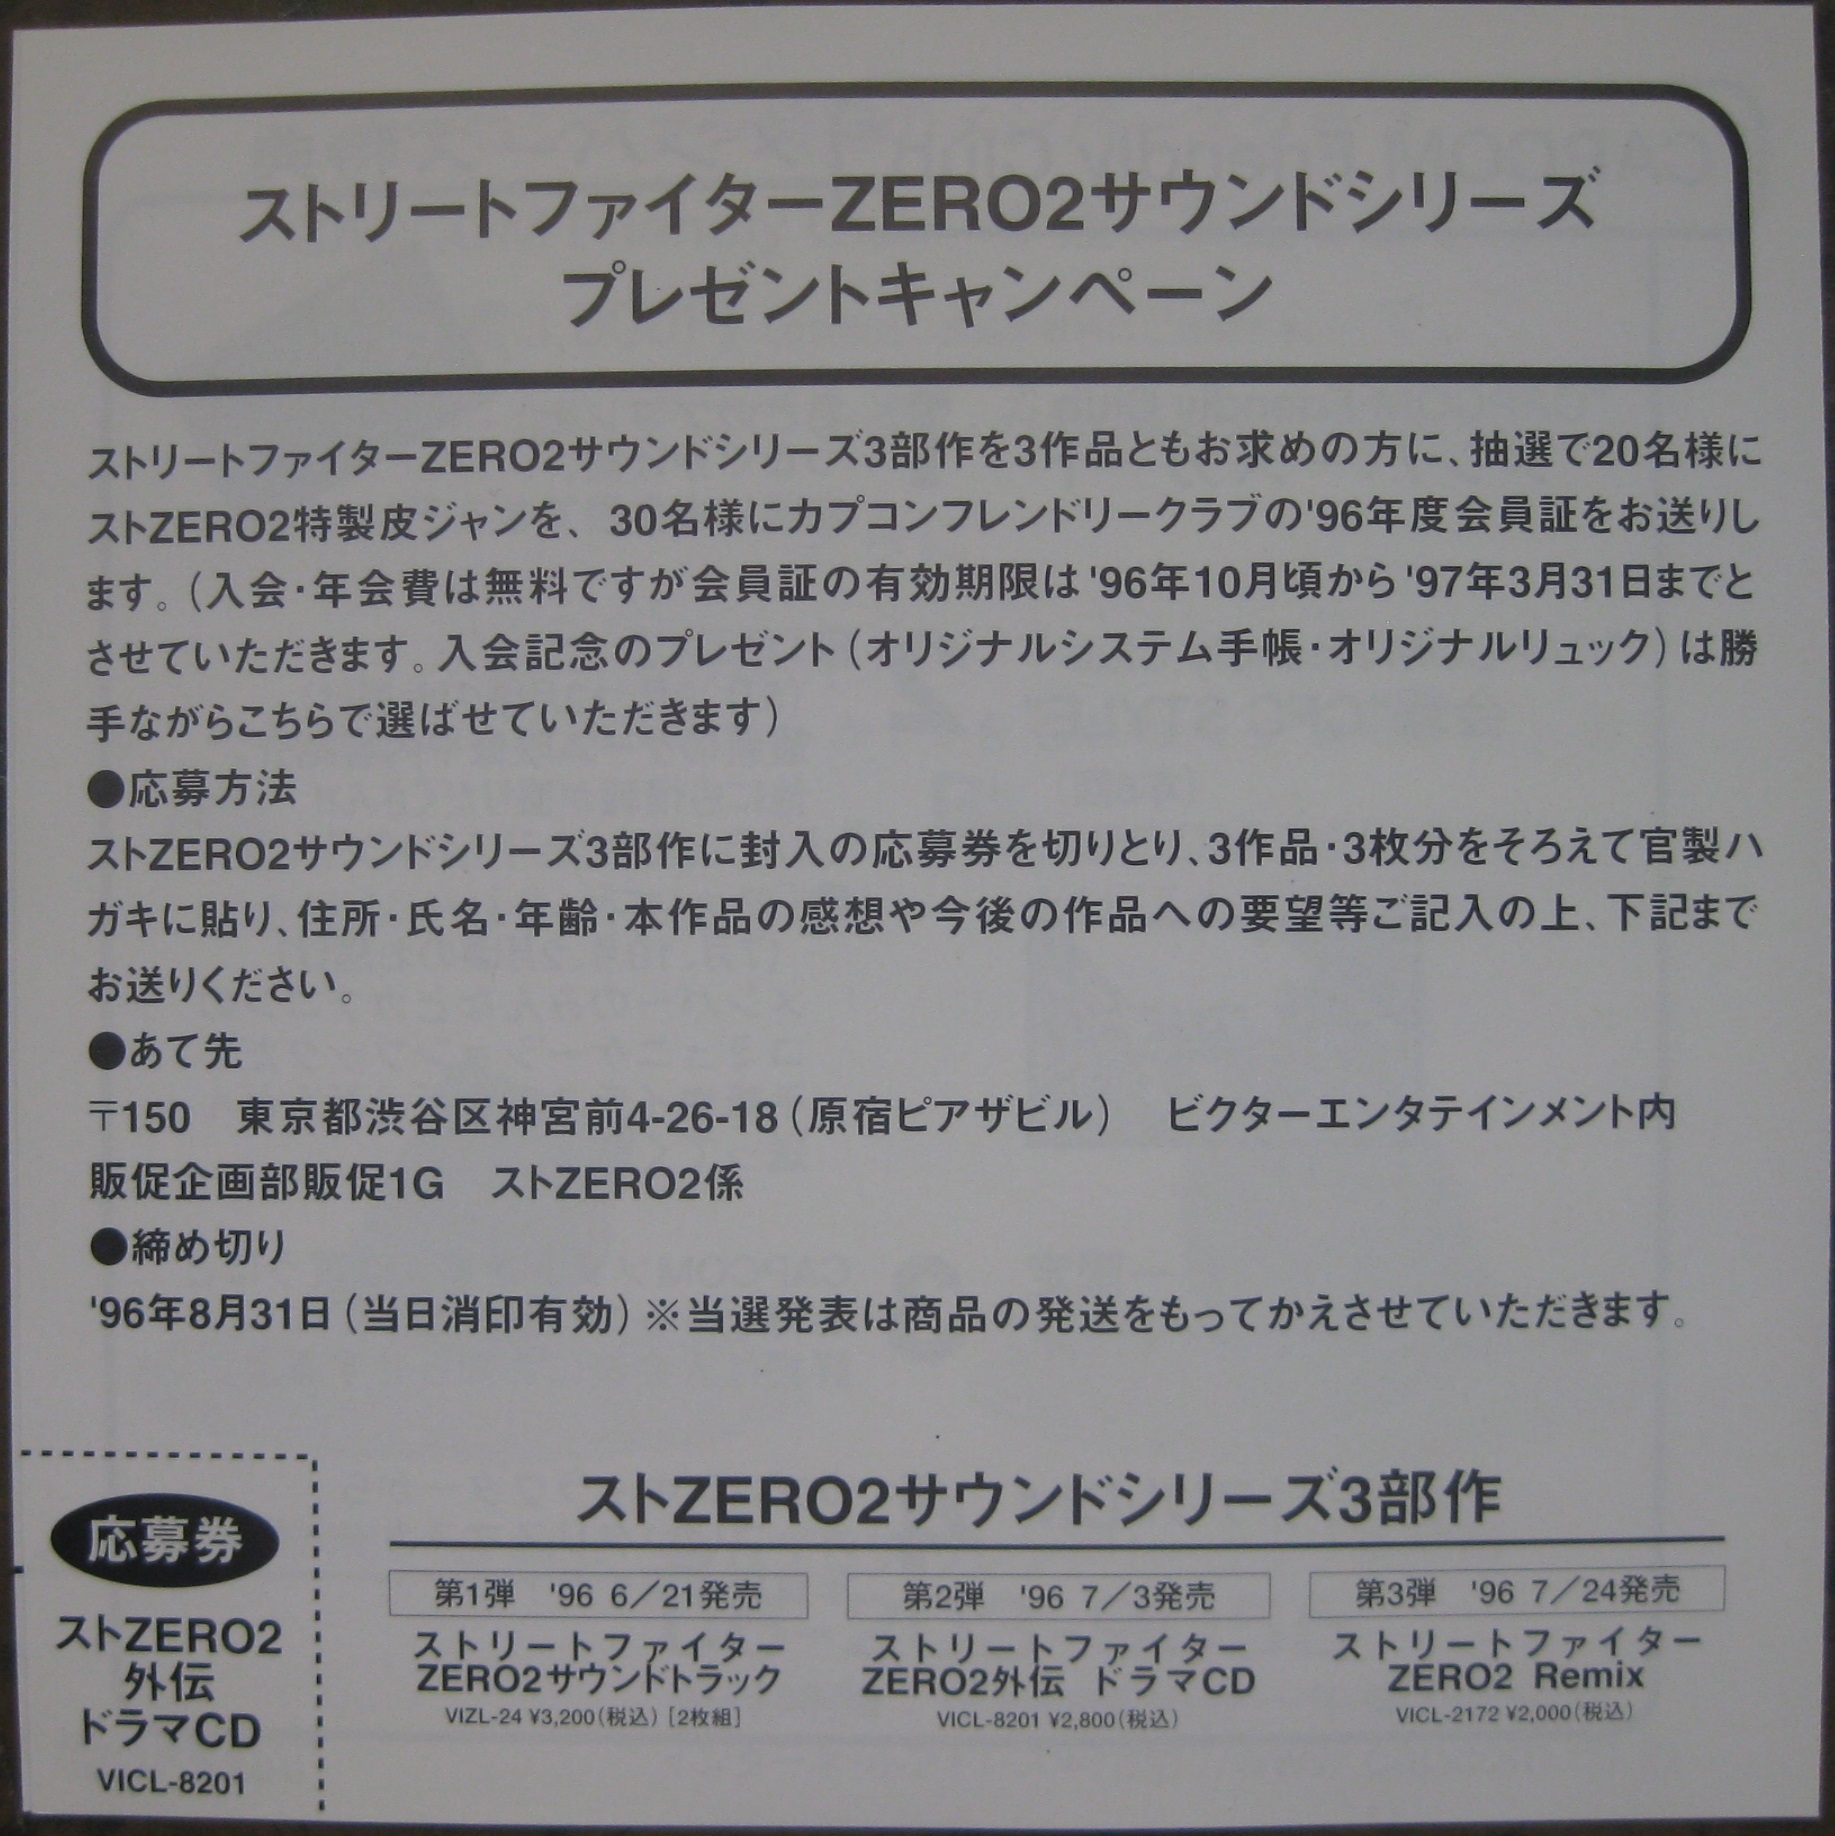 ストリートファイターZERO2サウンドシリーズ
プレゼントキャンペーン
ストリートファイターZERO2サウンドシリーズ3部作を3作品ともお求めの方に、抽選で20名様に
ストZERO2特製皮ジャンを、30名様にカプコンフレンドリークラブの'96年度会員証をお送りし
ます。(入会・年会費は無料ですが会員証の有効期限は'96年10月頃から'97年3月31日までと
させていただきます。入会記念のプレゼント(オリジナルシステム手帳・オリジナルリュック)は勝
手ながらこちらで選ばせていただきます)
●応募方法
ストZERO2サウンドシリーズ3部作に封入の応募券を切りとり、3作品・3枚分をそろえて官製ハ
ガキに貼り、住所・氏名・年齢・本作品の感想や今後の作品への要望等ご記入の上、下記まで
お送りください。
●あて先
〒150 東京都渋谷区神宮前4-26-18(原宿ピアザビル) ビクターエンタテインメント内
販促企画部販促1G ストZERO2係
●締め切り
'96年8月31日(当日消印有効)※当選発表は商品の発送をもってかえさせていただきます。
応募券
ストZERO2
外伝
ドラマCD
VICL-8201
ストZERO2サウンドシリーズ3部作
第1弾 '96 6/21発売
ストリートファイター
ZERO2サウンドトラック
VIZL-24 ¥3,200(税込)[2枚組]
第2弾 '96 7/3発売
ストリートファイター
ZERO2外伝 ドラマCD
VICL-8201 ¥2,800(税込)
第3弾 '96 7/24発売
ストリートファイター
ZERO2 Remix
VICL-2172 ¥2,000(税込)